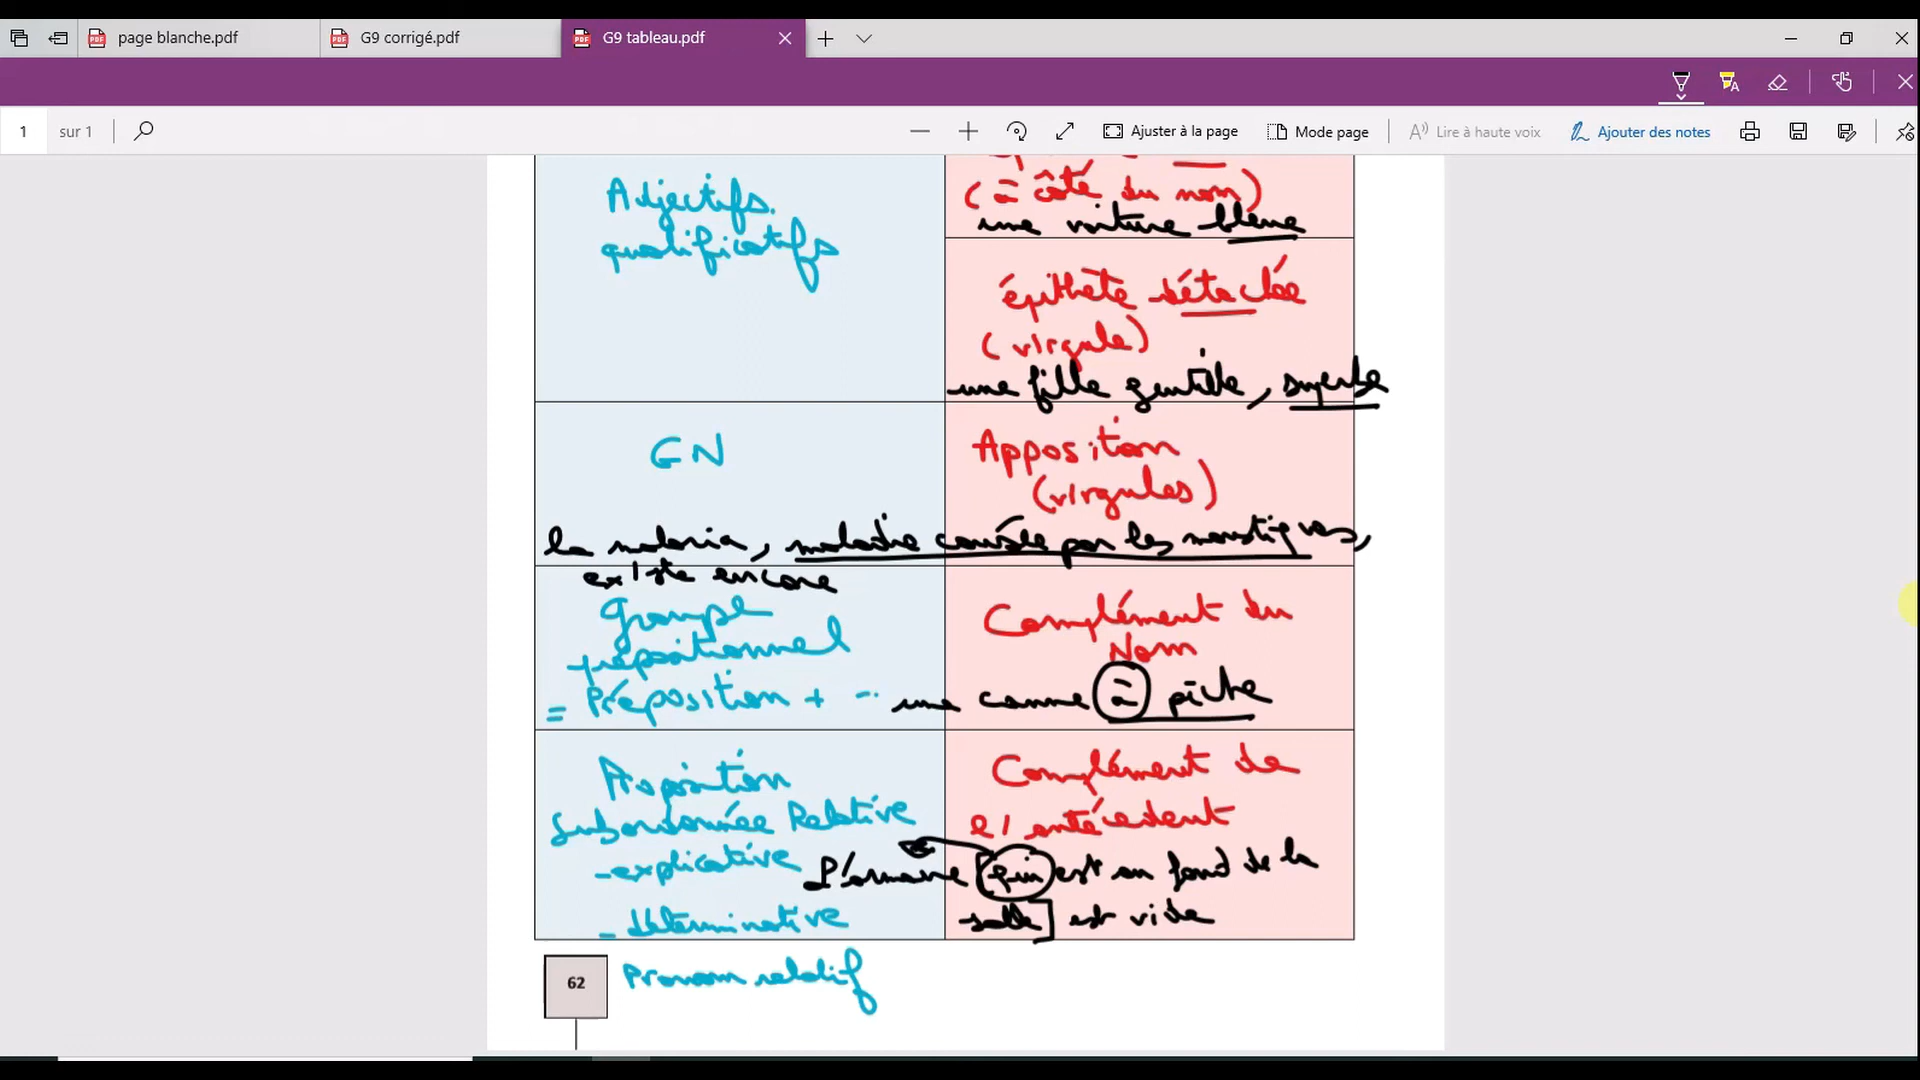 page blanche.pdf
G9 corrigé.pdf
G9 tableau.pdf
1 sur 1
Ajuster à la page
Mode page
Lire à haute voix
Ajouter des notes
Adjectifs
qualificatifs
(à côté du nom)
une voiture bleue
épithète détachée
(virgule)
une fille gentille, superbe
GN
Apposition
(virgules)
la malaria, maladie causée par les moustiques,
existe encore
Groupe
prépositionnel
= Préposition + ..
Complément du
Nom
une canne à pêche
Proposition
Subordonnée Relative
- explicative
- déterminative
Complément de
l'antécédent
L'armoire [qui est au fond de la
salle] est vide
62
Pronom relatif